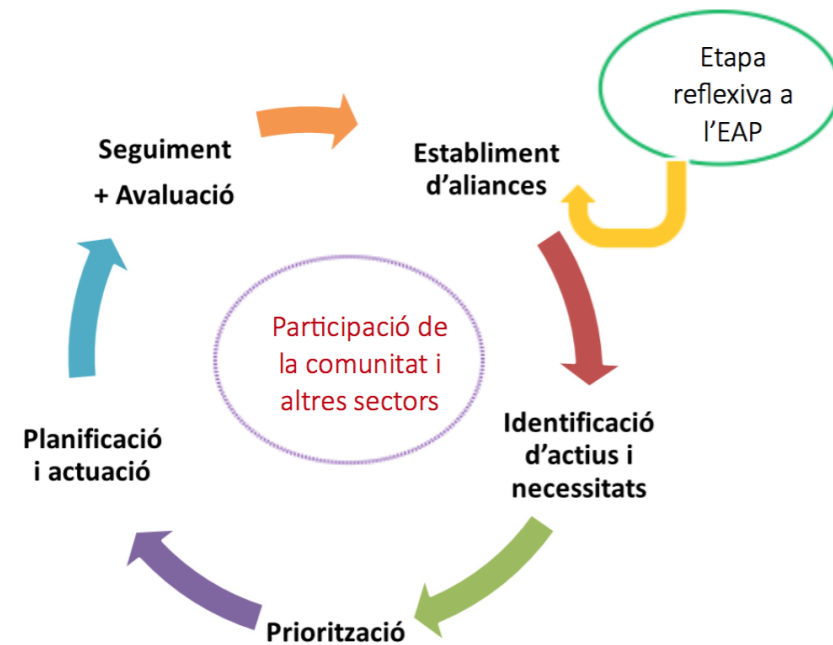 Etapa
reflexiva a
l'EAP
Establiment
d'aliances
Identificació
d'actius i
necessitats
Priorització
Planificació
i actuació
Seguiment
+ Avaluació
Participació de
la comunitat i
altres sectors